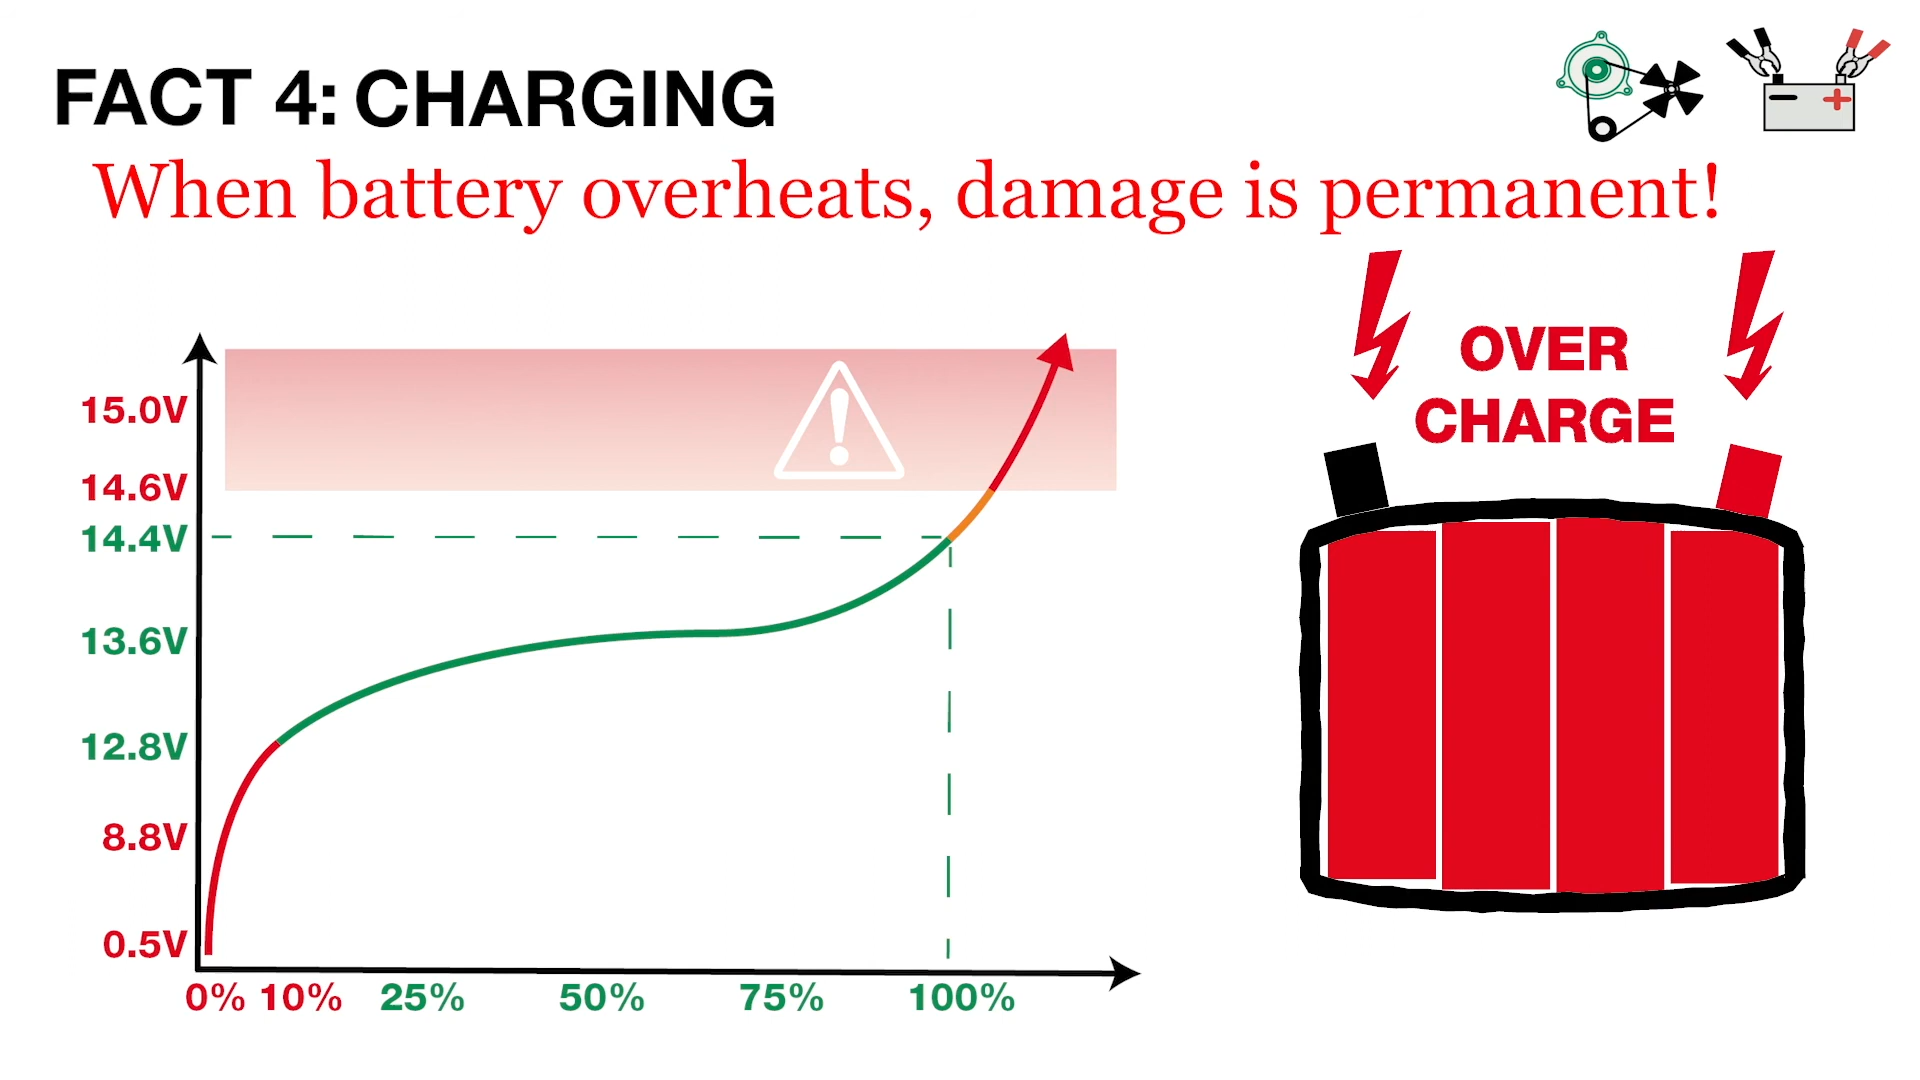 FACT 4: CHARGING
When battery overheats, damage is permanent!
OVER
CHARGE
15.0V
14.6V
14.4V
13.6V
12.8V
8.8V
0.5V
0% 10% 25% 50% 75% 100%